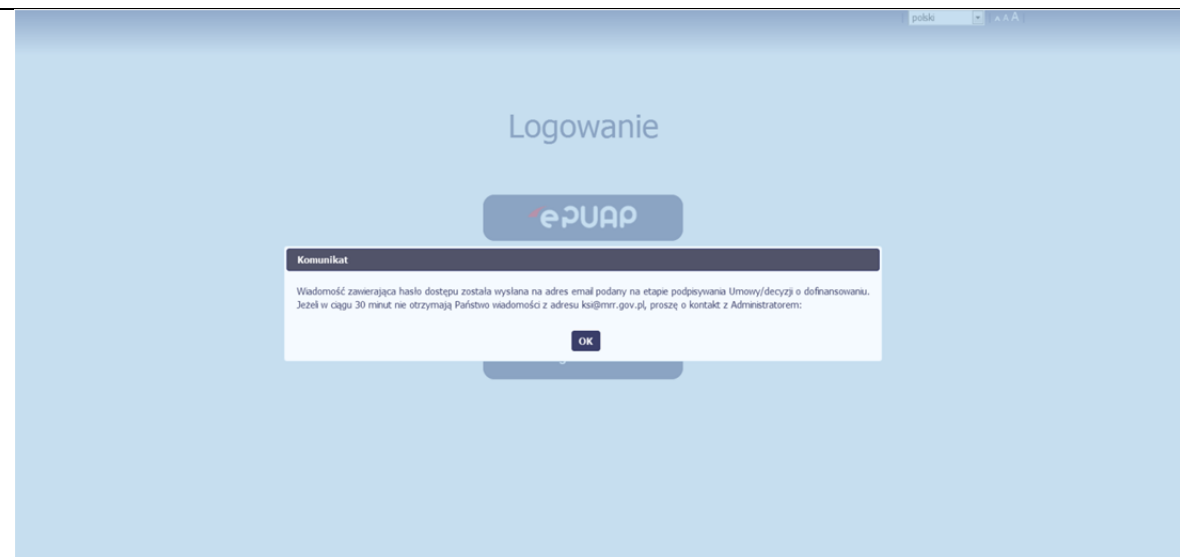 polski
A A A
Logowanie
ePUAP
Komunikat
Wiadomość zawierająca hasło dostępu została wysłana na adres email podany na etapie podpisywania Umowy/decyzji o dofinansowaniu.
Jeżeli w ciągu 30 minut nie otrzymają Państwo wiadomości z adresu ksi@mrr.gov.pl, proszę o kontakt z Administratorem:
OK